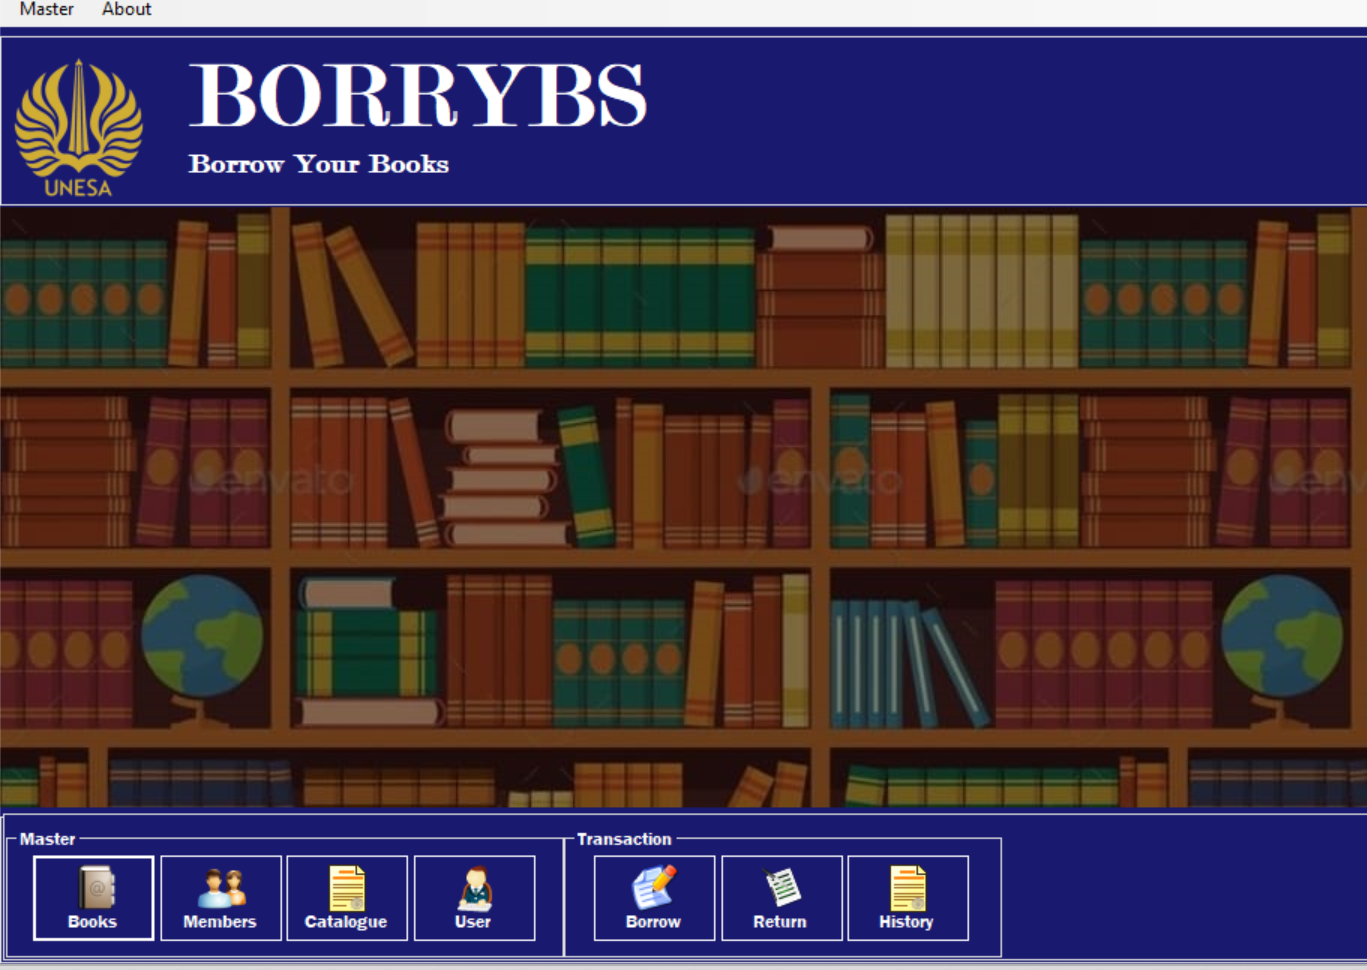 Master About
BORRYBS
Borrow Your Books
UNESA
envato envato env
Master Transaction
Books Members Catalogue User Borrow Return History